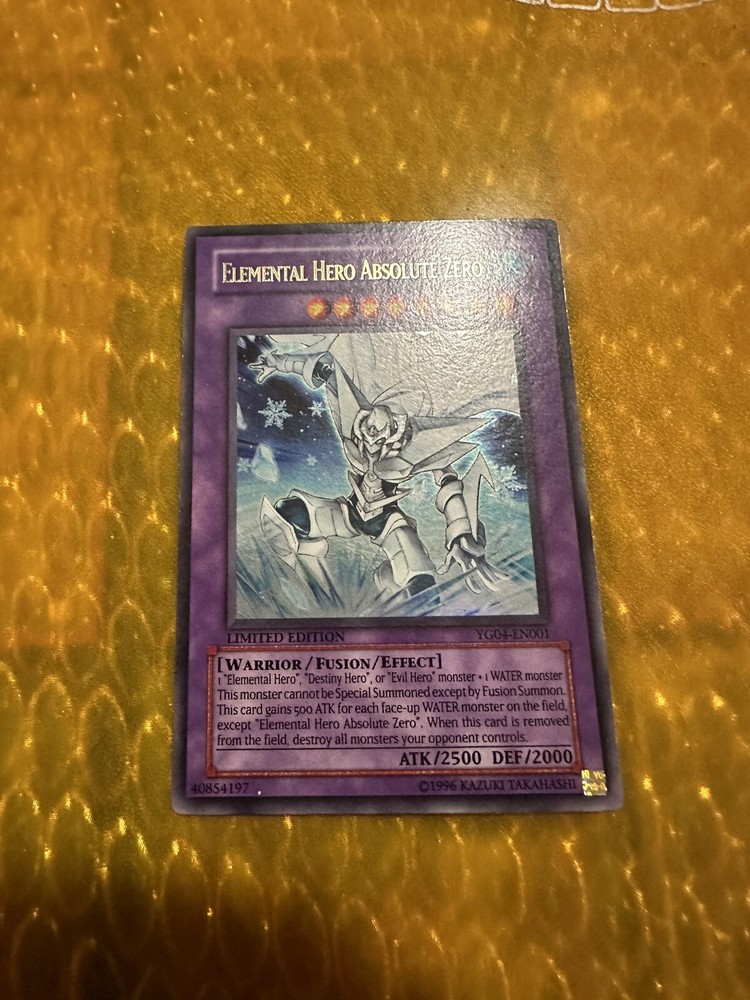 ELEMENTAL HERO ABSOLUTE ZERO
LIMITED EDITION YG04-EN001
[WARRIOR/FUSION/EFFECT]
1 "Elemental Hero", "Destiny Hero", or "Evil Hero" monster + 1 WATER monster
This monster cannot be Special Summoned except by Fusion Summon.
This card gains 500 ATK for each face-up WATER monster on the field,
except "Elemental Hero Absolute Zero". When this card is removed
from the field, destroy all monsters your opponent controls.
ATK/2500 DEF/2000
40854197 ©1996 KAZUKI TAKAHASHI